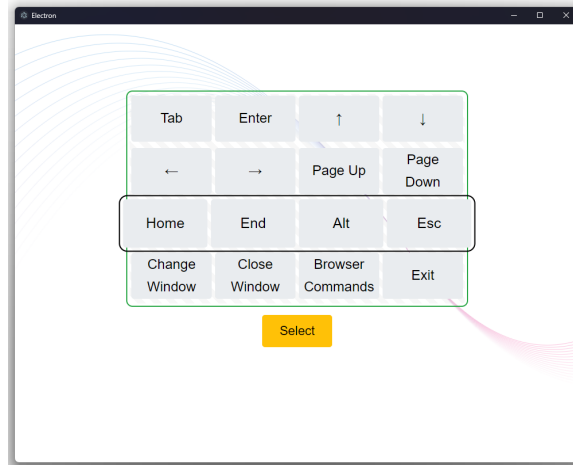 Electron
Tab Enter ↑ ↓
← → Page Up Page
Down
Home End Alt Esc
Change Close Browser
Window Window Commands Exit
Select